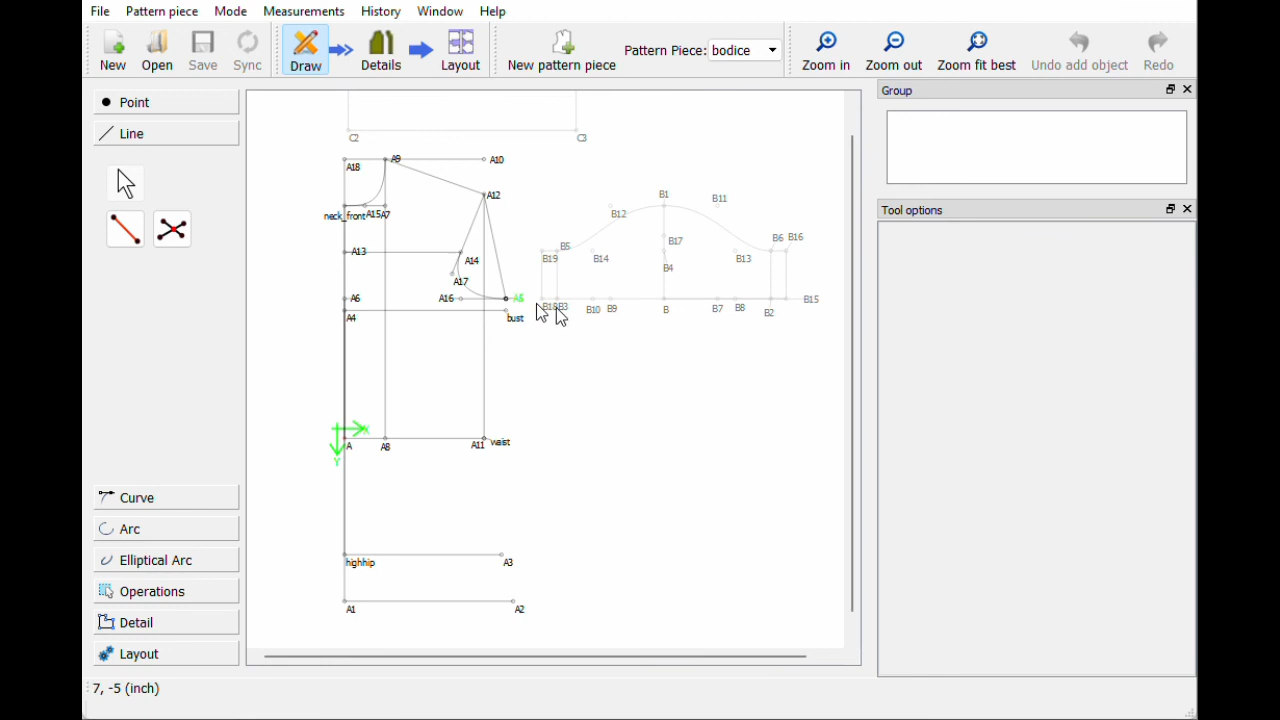 File Pattern piece Mode Measurements History Window Help
New Open Save Sync Draw Details Layout New pattern piece Pattern Piece: bodice Zoom in Zoom out Zoom fit best Undo add object Redo
Point
Line
Curve
Arc
Elliptical Arc
Operations
Detail
Layout
C2 C3
A18 A9 A10
A12
neck_front A15 A7
A13 A14
A17
A6 A16 A5
A4 bust
A A8 A11 waist
X
Y
highhip A3
A1 A2
B1 B11
B12
B5 B17 B6 B16
B19 B14 B4 B13
B3 B10 B9 B B7 B8 B2 B15
Group
Tool options
7, -5 (inch)